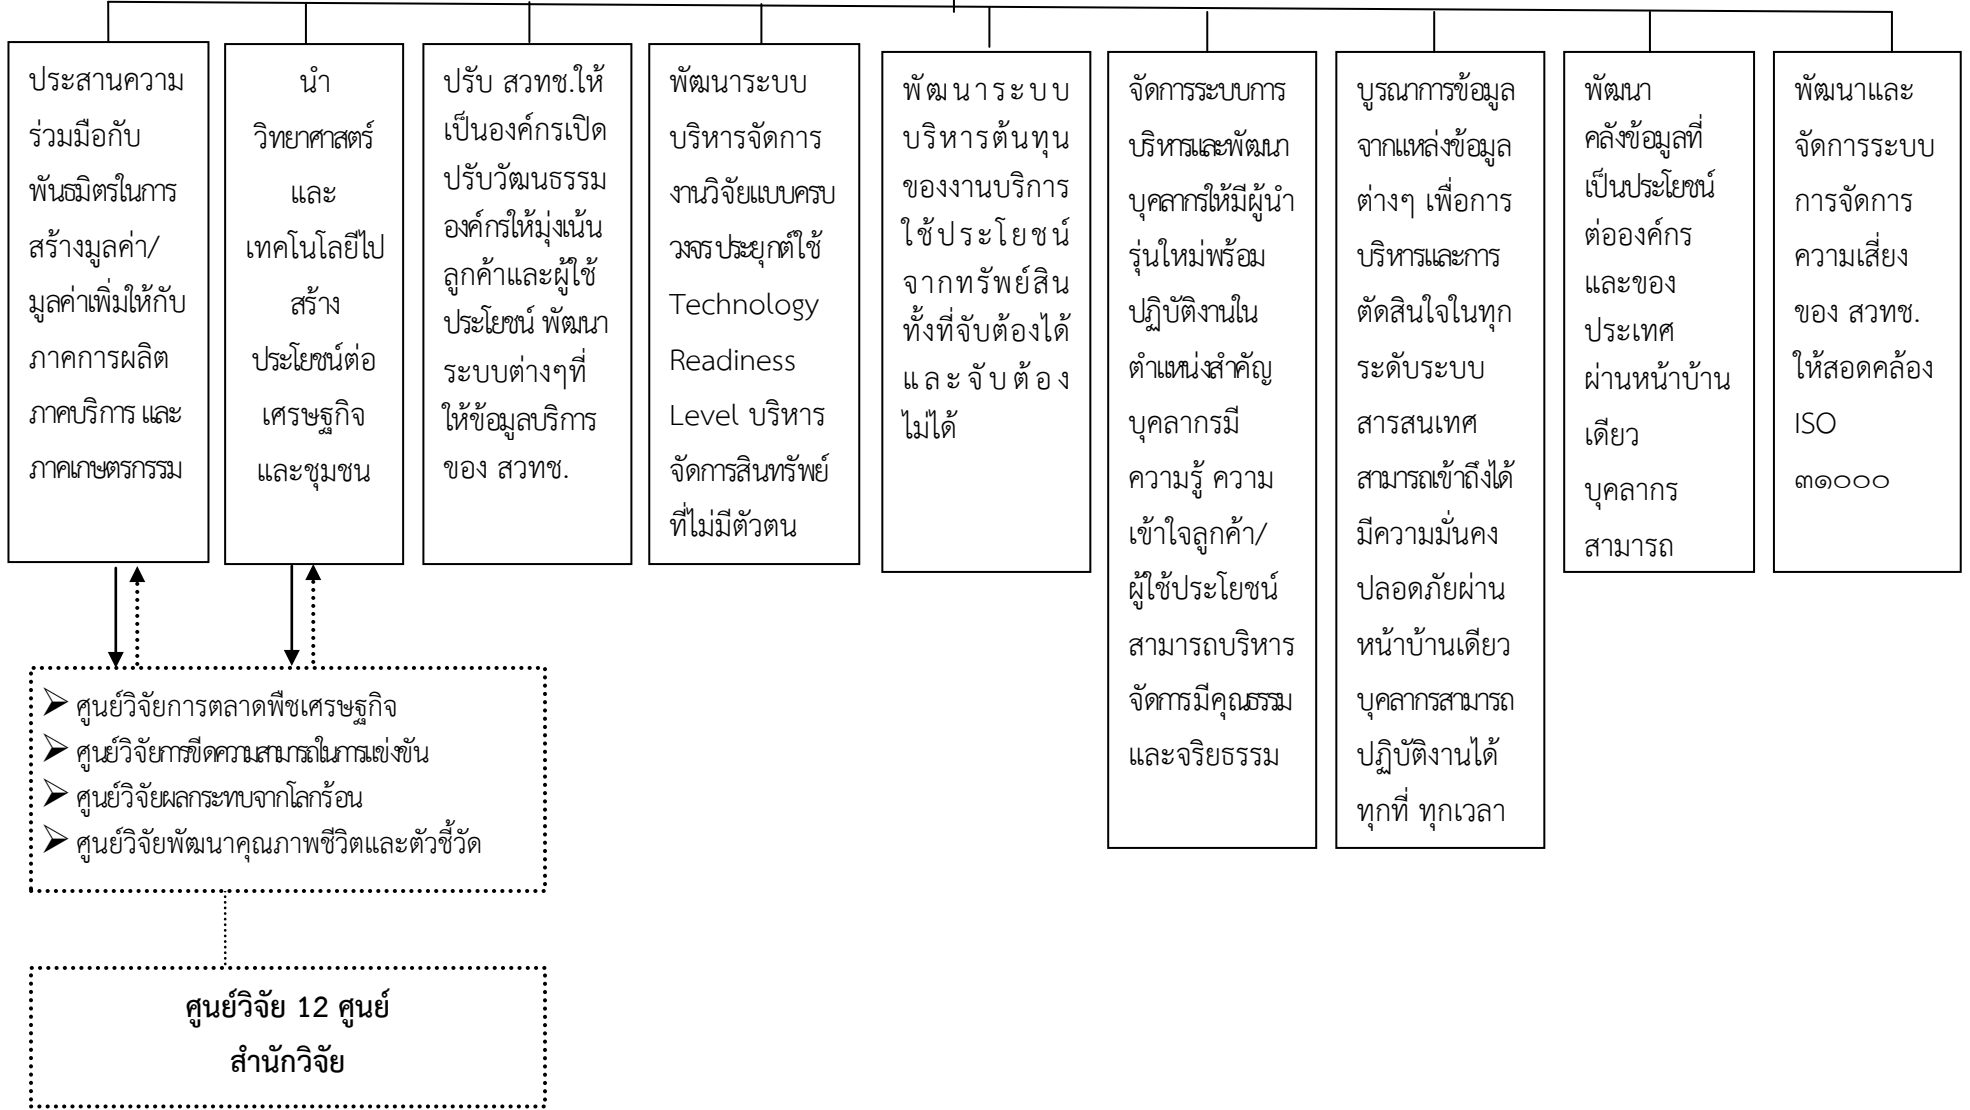 ประสานความ
ร่วมมือกับ
พันธมิตรในการ
สร้างมูลค่า/
มูลค่าเพิ่มให้กับ
ภาคการผลิต
ภาคบริการ และ
ภาคเกษตรกรรม
นำ
วิทยาศาสตร์
และ
เทคโนโลยีไป
สร้าง
ประโยชน์ต่อ
เศรษฐกิจ
และชุมชน
ปรับ สวทช.ให้
เป็นองค์กรเปิด
ปรับวัฒนธรรม
องค์กรให้มุ่งเน้น
ลูกค้าและผู้ใช้
ประโยชน์ พัฒนา
ระบบต่างๆที่
ให้ข้อมูลบริการ
ของ สวทช.
พัฒนาระบบ
บริหารจัดการ
งานวิจัยแบบครบ
วงจร ประยุกต์ใช้
Technology
Readiness
Level บริหาร
จัดการสินทรัพย์
ที่ไม่มีตัวตน
พัฒนาระบบ
บริหารต้นทุน
ของงานบริการ
ใช้ประโยชน์
จากทรัพย์สิน
ทั้งที่จับต้องได้
และจับต้อง
ไม่ได้
จัดการระบบการ
บริหารและพัฒนา
บุคลากรให้มีผู้นำ
รุ่นใหม่พร้อม
ปฏิบัติงานใน
ตำแหน่งสำคัญ
บุคลากรมี
ความรู้ ความ
เข้าใจลูกค้า/
ผู้ใช้ประโยชน์
สามารถบริหาร
จัดการมีคุณธรรม
และจริยธรรม
บูรณาการข้อมูล
จากแหล่งข้อมูล
ต่างๆ เพื่อการ
บริหารและการ
ตัดสินใจในทุก
ระดับระบบ
สารสนเทศ
สามารถเข้าถึงได้
มีความมั่นคง
ปลอดภัยผ่าน
หน้าบ้านเดียว
บุคลากรสามารถ
ปฏิบัติงานได้
ทุกที่ ทุกเวลา
พัฒนา
คลังข้อมูลที่
เป็นประโยชน์
ต่อองค์กร
และของ
ประเทศ
ผ่านหน้าบ้าน
เดียว
บุคลากร
สามารถ
พัฒนาและ
จัดการระบบ
การจัดการ
ความเสี่ยง
ของ สวทช.
ให้สอดคล้อง
ISO
๓๑๐๐๐
➢ ศูนย์วิจัยการตลาดพืชเศรษฐกิจ
➢ ศูนย์วิจัยการขีดความสามารถในการแข่งขัน
➢ ศูนย์วิจัยผลกระทบจากโลกร้อน
➢ ศูนย์วิจัยพัฒนาคุณภาพชีวิตและตัวชี้วัด
ศูนย์วิจัย 12 ศูนย์
สำนักวิจัย